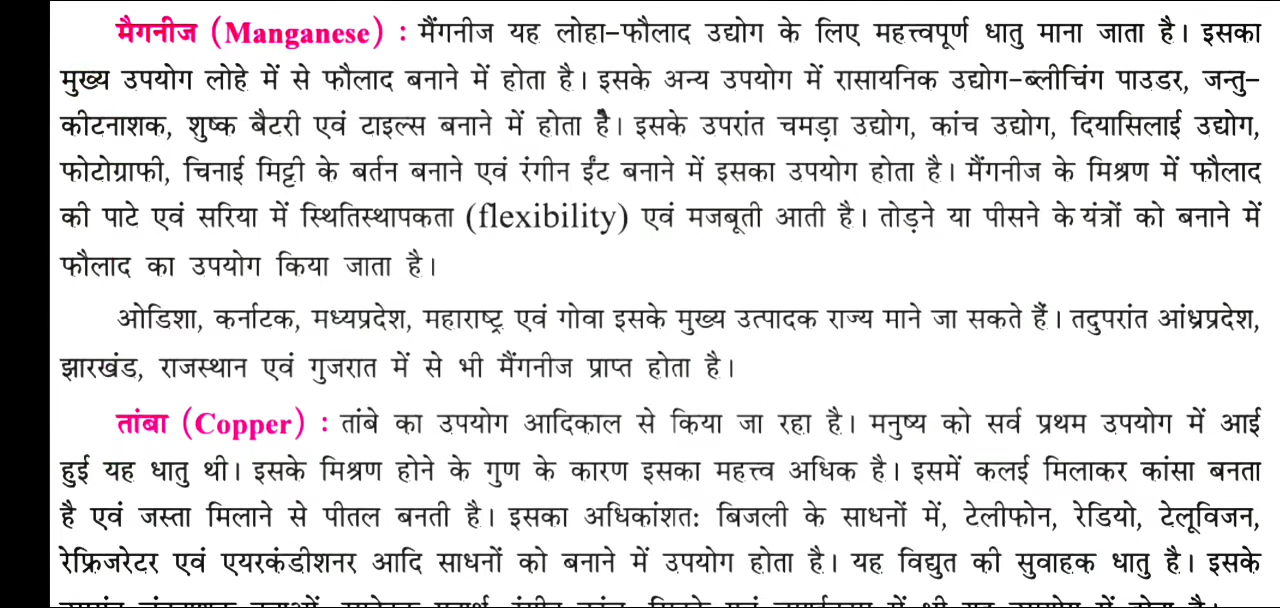 मैगनीज (Manganese) : मैंगनीज यह लोहा-फौलाद उद्योग के लिए महत्त्वपूर्ण धातु माना जाता है। इसका
मुख्य उपयोग लोहे में से फौलाद बनाने में होता है। इसके अन्य उपयोग में रासायनिक उद्योग-ब्लीचिंग पाउडर, जन्तु-
कीटनाशक, शुष्क बैटरी एवं टाइल्स बनाने में होता है। इसके उपरांत चमड़ा उद्योग, कांच उद्योग, दियासिलाई उद्योग,
फोटोग्राफी, चिनाई मिट्टी के बर्तन बनाने एवं रंगीन ईंट बनाने में इसका उपयोग होता है। मैंगनीज के मिश्रण में फौलाद
की पाटे एवं सरिया में स्थितिस्थापकता (flexibility) एवं मजबूती आती है। तोड़ने या पीसने के यंत्रों को बनाने में
फौलाद का उपयोग किया जाता है।
ओडिशा, कर्नाटक, मध्यप्रदेश, महाराष्ट्र एवं गोवा इसके मुख्य उत्पादक राज्य माने जा सकते हैं। तदुपरांत आंध्रप्रदेश,
झारखंड, राजस्थान एवं गुजरात में से भी मैंगनीज प्राप्त होता है।
तांबा (Copper) : तांबे का उपयोग आदिकाल से किया जा रहा है। मनुष्य को सर्व प्रथम उपयोग में आई
हुई यह धातु थी। इसके मिश्रण होने के गुण के कारण इसका महत्त्व अधिक है। इसमें कलई मिलाकर कांसा बनता
है एवं जस्ता मिलाने से पीतल बनती है। इसका अधिकांशत: बिजली के साधनों में, टेलीफोन, रेडियो, टेलूविजन,
रेफ्रिजरेटर एवं एयरकंडीशनर आदि साधनों को बनाने में उपयोग होता है। यह विद्युत की सुवाहक धातु है। इसके